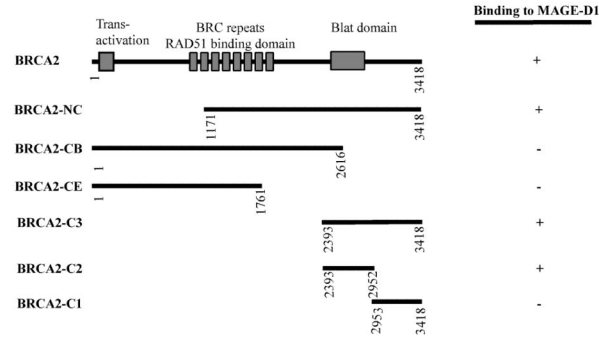 Binding to MAGE-D1
Trans-
activation
BRC repeats
RAD51 binding domain
Blat domain
BRCA2
1
3418
+
BRCA2-NC
1171
3418
+
BRCA2-CB
1
2616
-
BRCA2-CE
1
1761
-
BRCA2-C3
2393
3418
+
BRCA2-C2
2393
2952
+
BRCA2-C1
2953
3418
-